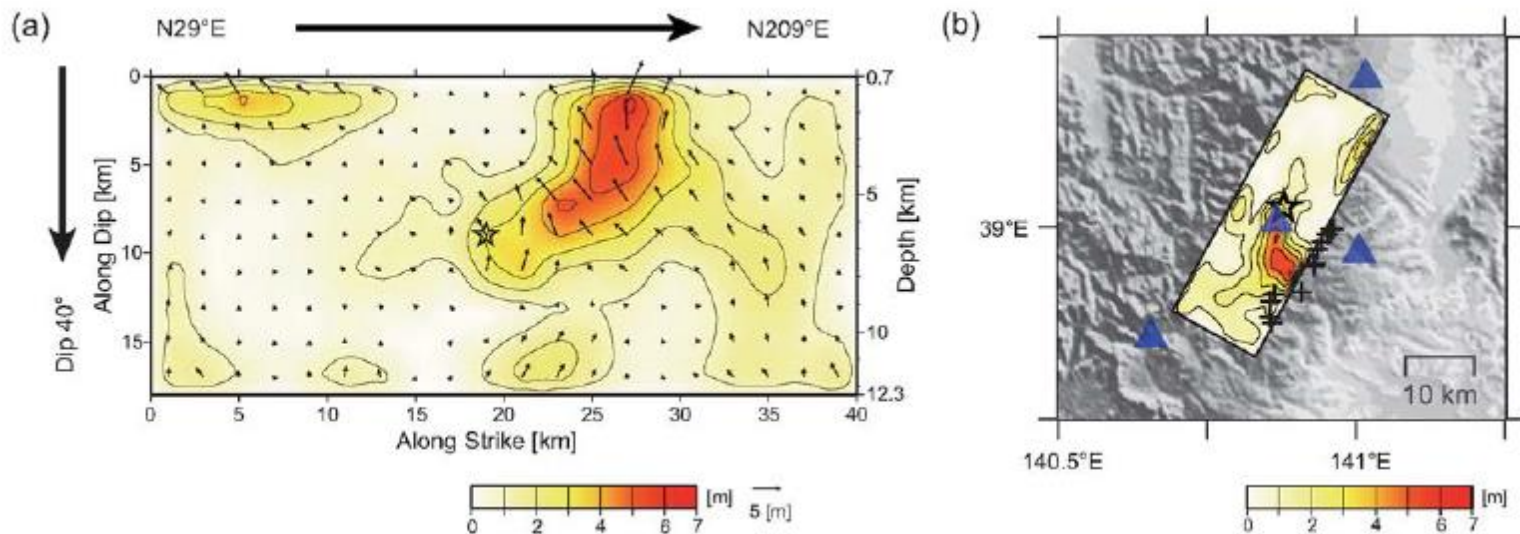 (a)
N29°E
N209°E
0
5
10
15
Along Dip [km]
Dip 40°
0.7
5
10
12.3
Depth [km]
0
5
10
15
20
25
30
35
40
Along Strike [km]
0
2
4
6
7
[m]
5 [m]
(b)
39°E
10 km
140.5°E
141°E
0
2
4
6
7
[m]